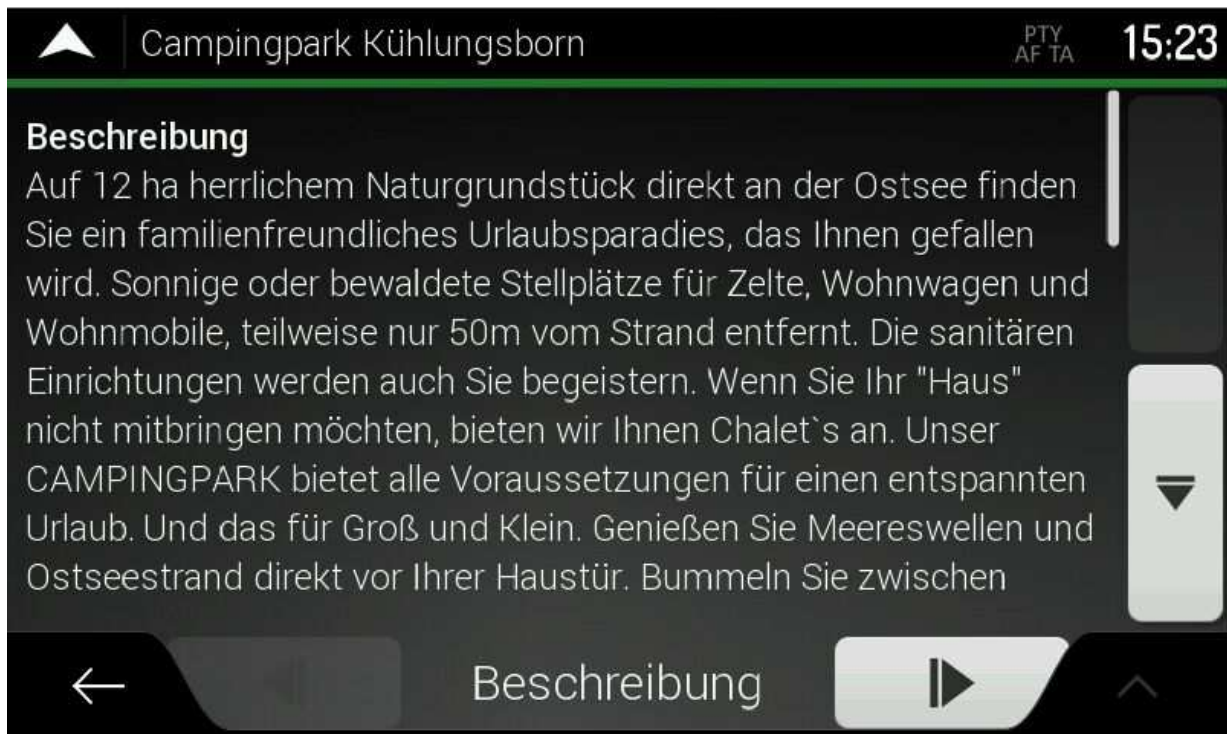 Campingpark Kühlungsborn
PTY
AF TA
15:23
Beschreibung
Auf 12 ha herrlichem Naturgrundstück direkt an der Ostsee finden
Sie ein familienfreundliches Urlaubsparadies, das Ihnen gefallen
wird. Sonnige oder bewaldete Stellplätze für Zelte, Wohnwagen und
Wohnmobile, teilweise nur 50m vom Strand entfernt. Die sanitären
Einrichtungen werden auch Sie begeistern. Wenn Sie Ihr "Haus"
nicht mitbringen möchten, bieten wir Ihnen Chalet`s an. Unser
CAMPINGPARK bietet alle Voraussetzungen für einen entspannten
Urlaub. Und das für Groß und Klein. Genießen Sie Meereswellen und
Ostseestrand direkt vor Ihrer Haustür. Bummeln Sie zwischen
Beschreibung